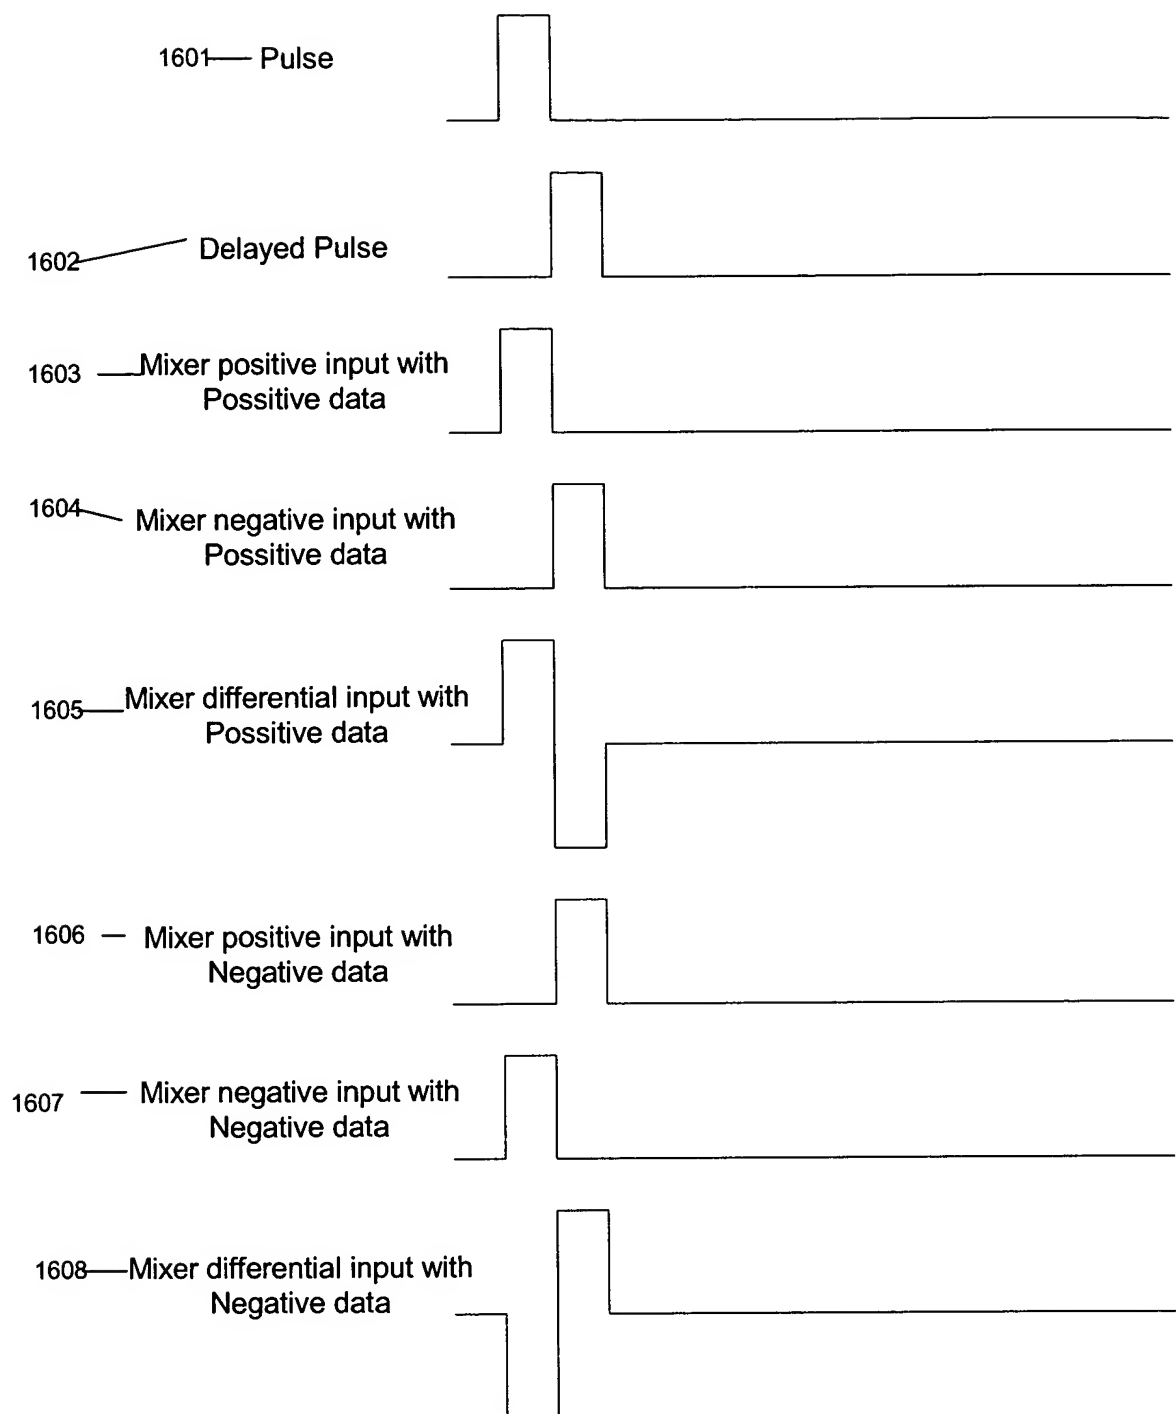 1601 Pulse
1602 Delayed Pulse
1603 Mixer positive input with
Possitive data
1604 Mixer negative input with
Possitive data
1605 Mixer differential input with
Possitive data
1606 Mixer positive input with
Negative data
1607 Mixer negative input with
Negative data
1608 Mixer differential input with
Negative data